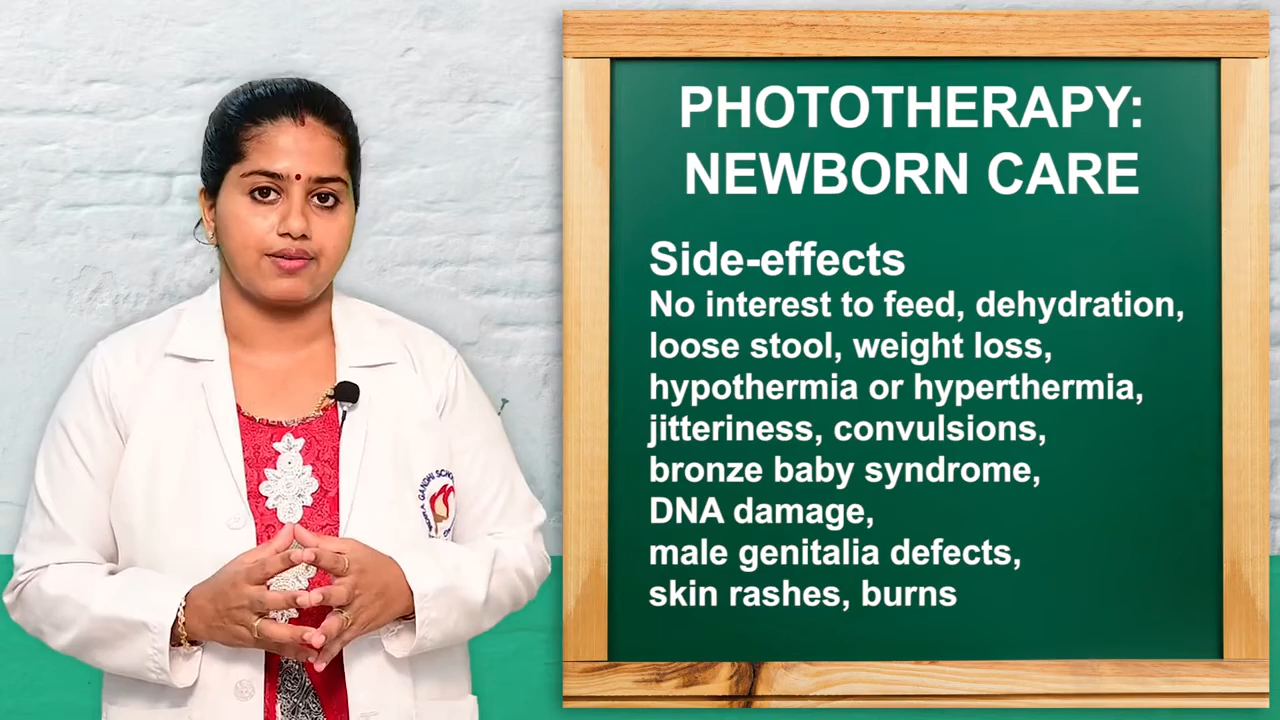 PHOTOTHERAPY:
NEWBORN CARE
Side-effects
No interest to feed, dehydration,
loose stool, weight loss,
hypothermia or hyperthermia,
jitteriness, convulsions,
bronze baby syndrome,
DNA damage,
male genitalia defects,
skin rashes, burns
GANDHI